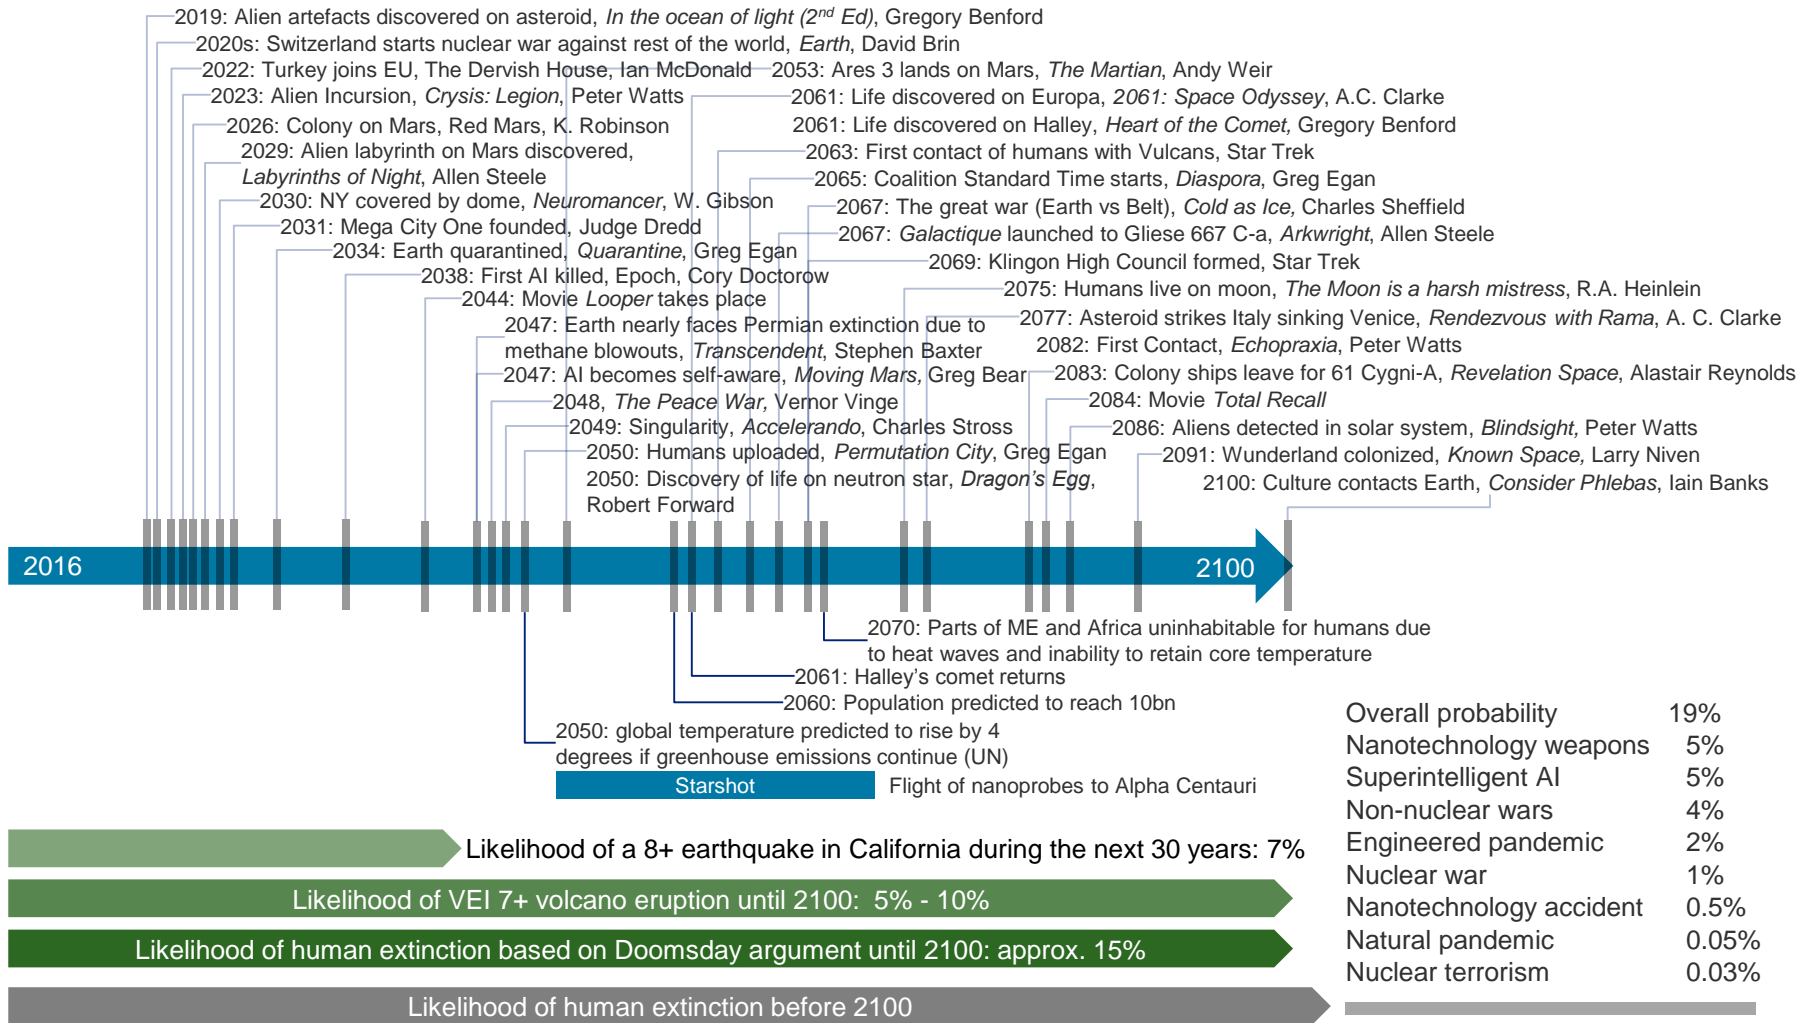 2019: Alien artefacts discovered on asteroid, In the ocean of light (2nd Ed), Gregory Benford
2020s: Switzerland starts nuclear war against rest of the world, Earth, David Brin
2022: Turkey joins EU, The Dervish House, Ian McDonald
2023: Alien Incursion, Crysis: Legion, Peter Watts
2026: Colony on Mars, Red Mars, K. Robinson
2029: Alien labyrinth on Mars discovered,
Labyrinths of Night, Allen Steele
2030: NY covered by dome, Neuromancer, W. Gibson
2031: Mega City One founded, Judge Dredd
2034: Earth quarantined, Quarantine, Greg Egan
2038: First AI killed, Epoch, Cory Doctorow
2044: Movie Looper takes place
2047: Earth nearly faces Permian extinction due to
methane blowouts, Transcendent, Stephen Baxter
2047: AI becomes self-aware, Moving Mars, Greg Bear
2048, The Peace War, Vernor Vinge
2049: Singularity, Accelerando, Charles Stross
2050: Humans uploaded, Permutation City, Greg Egan
2050: Discovery of life on neutron star, Dragon's Egg,
Robert Forward
2053: Ares 3 lands on Mars, The Martian, Andy Weir
2061: Life discovered on Europa, 2061: Space Odyssey, A.C. Clarke
2061: Life discovered on Halley, Heart of the Comet, Gregory Benford
2063: First contact of humans with Vulcans, Star Trek
2065: Coalition Standard Time starts, Diaspora, Greg Egan
2067: The great war (Earth vs Belt), Cold as Ice, Charles Sheffield
2067: Galactique launched to Gliese 667 C-a, Arkwright, Allen Steele
2069: Klingon High Council formed, Star Trek
2075: Humans live on moon, The Moon is a harsh mistress, R.A. Heinlein
2077: Asteroid strikes Italy sinking Venice, Rendezvous with Rama, A. C. Clarke
2082: First Contact, Echopraxia, Peter Watts
2083: Colony ships leave for 61 Cygni-A, Revelation Space, Alastair Reynolds
2084: Movie Total Recall
2086: Aliens detected in solar system, Blindsight, Peter Watts
2091: Wunderland colonized, Known Space, Larry Niven
2100: Culture contacts Earth, Consider Phlebas, Iain Banks
2016
2100
2070: Parts of ME and Africa uninhabitable for humans due
to heat waves and inability to retain core temperature
2061: Halley's comet returns
2060: Population predicted to reach 10bn
2050: global temperature predicted to rise by 4
degrees if greenhouse emissions continue (UN)
Starshot
Flight of nanoprobes to Alpha Centauri
Likelihood of a 8+ earthquake in California during the next 30 years: 7%
Likelihood of VEI 7+ volcano eruption until 2100: 5% - 10%
Likelihood of human extinction based on Doomsday argument until 2100: approx. 15%
Likelihood of human extinction before 2100
Overall probability 19%
Nanotechnology weapons 5%
Superintelligent AI 5%
Non-nuclear wars 4%
Engineered pandemic 2%
Nuclear war 1%
Nanotechnology accident 0.5%
Natural pandemic 0.05%
Nuclear terrorism 0.03%